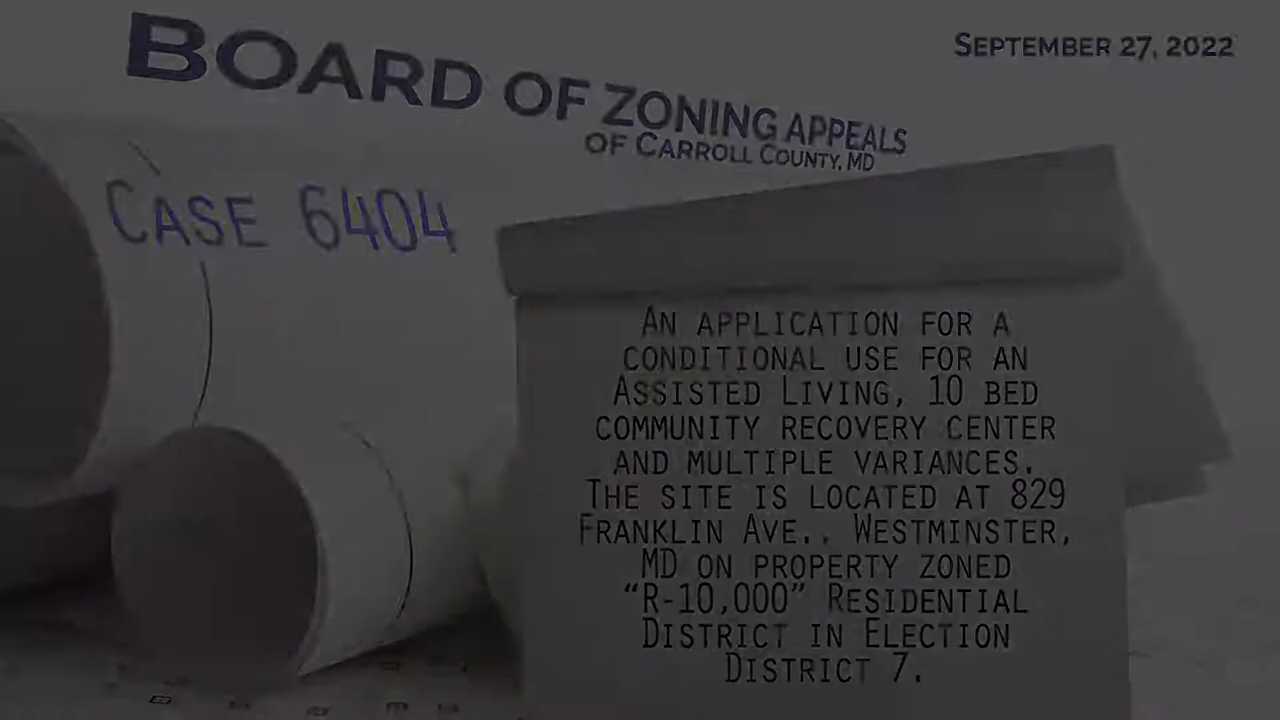 BOARD OF ZONING APPEALS
OF CARROLL COUNTY, MD
SEPTEMBER 27, 2022
CASE 6404
AN APPLICATION FOR A
CONDITIONAL USE FOR AN
ASSISTED LIVING, 10 BED
COMMUNITY RECOVERY CENTER
AND MULTIPLE VARIANCES.
THE SITE IS LOCATED AT 829
FRANKLIN AVE., WESTMINSTER,
MD ON PROPERTY ZONED
“R-10,000” RESIDENTIAL
DISTRICT IN ELECTION
DISTRICT 7.